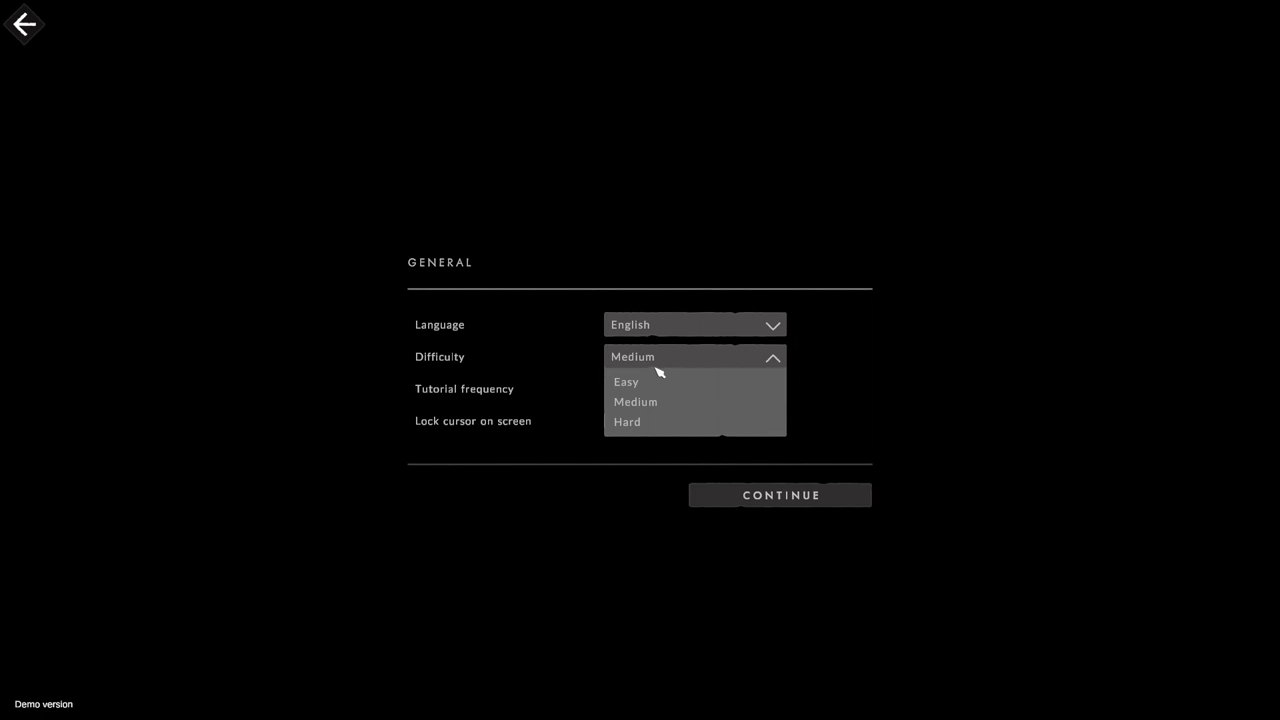 GENERAL
Language English
Difficulty Medium
Easy
Tutorial frequency
Medium
Lock cursor on screen Hard
CONTINUE
Demo version